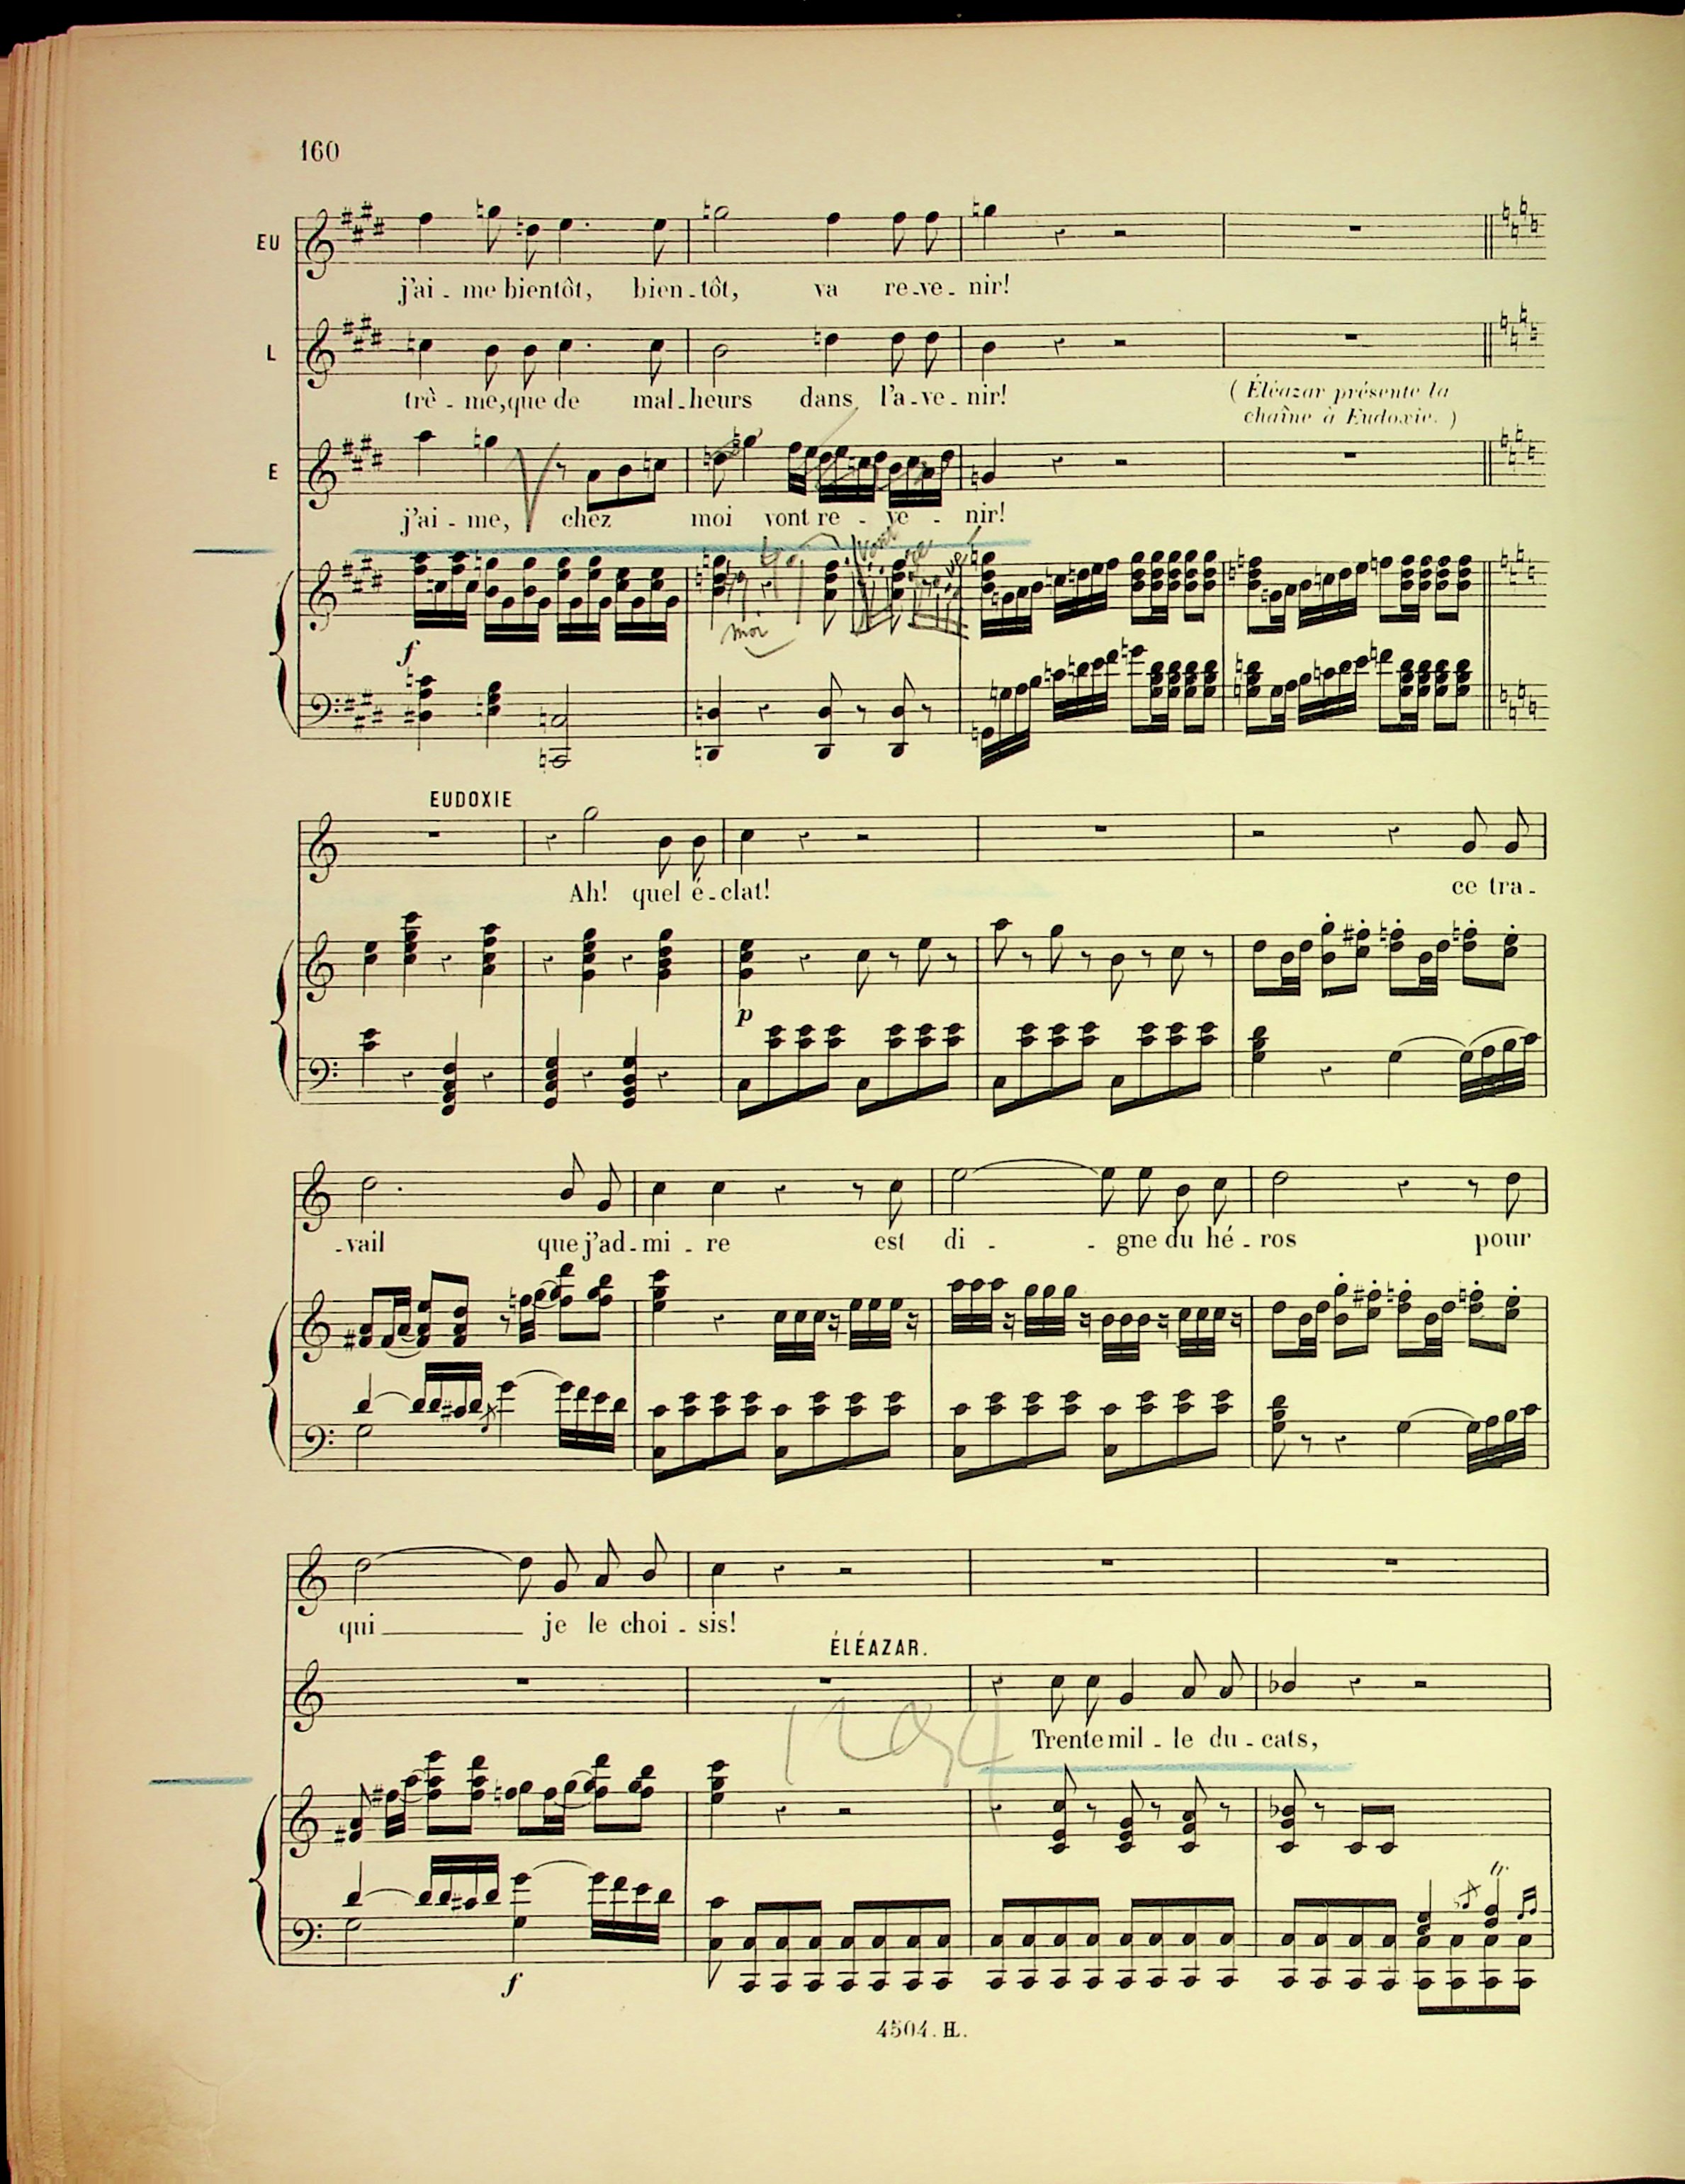 160
EU
j'ai - me bientôt, bien - tôt, va re - ve - nir!
L
trè - me, que de mal - heurs dans l'a - ve - nir!
( Éléazar présente la
chaîne à Eudoxie. )
E
j'ai - me, chez moi vont re - ve - nir!
moi
f
EUDOXIE
Ah! quel é - clat! ce tra -
p
- vail que j'ad - mi - re est di - - gne du hé - ros pour
qui je le choi - sis!
ÉLÉAZAR.
Trente mil - le du - cats,
tr
f
4504. H.